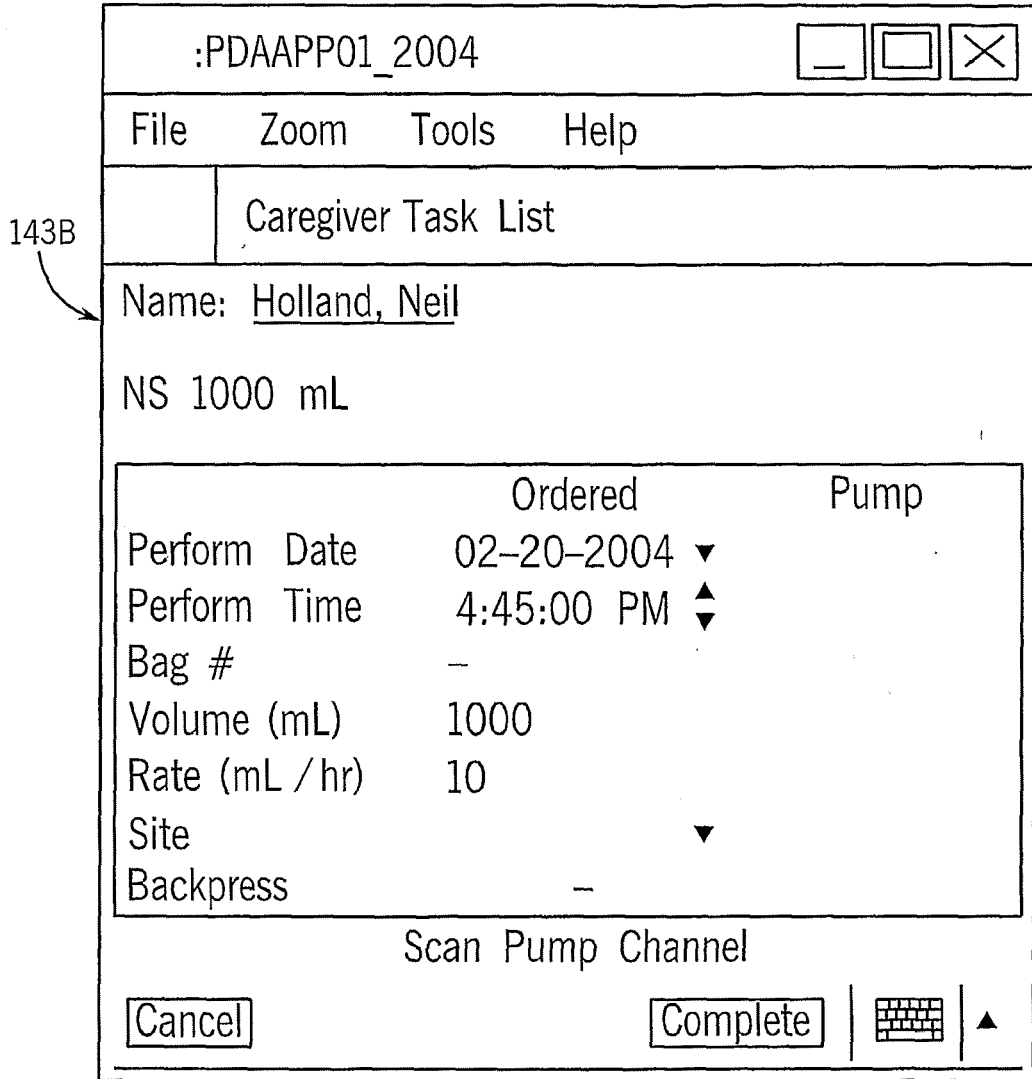 :PDAAPP01_2004
File Zoom Tools Help
Caregiver Task List
143B
Name: Holland, Neil
NS 1000 mL
Ordered Pump
Perform Date 02–20–2004 ▼
Perform Time 4:45:00 PM ▲▼
Bag # –
Volume (mL) 1000
Rate (mL / hr) 10
Site ▼
Backpress –
Scan Pump Channel
Cancel Complete ▲